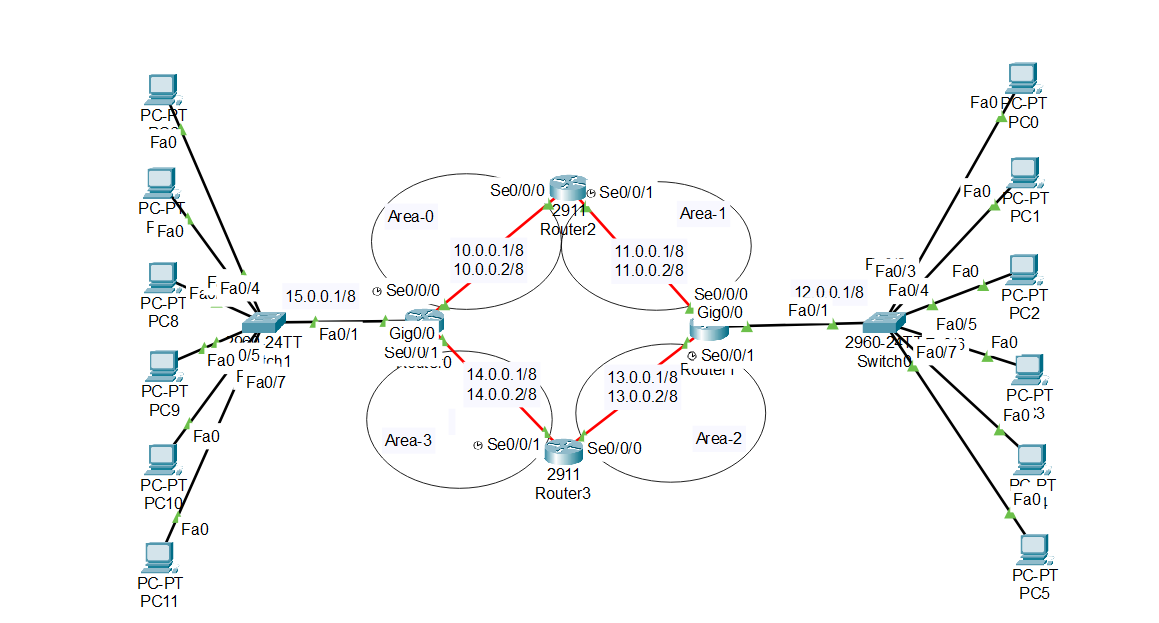 PC-PT
Fa0
PC-PT
Fa0
PC-PT
PC8
PC-PT
PC9
Fa0
PC-PT
PC10
Fa0
Fa0
PC-PT
PC11
Fa0/4
0/5
Fa0/7
15.0.0.1/8
Fa0/1
Area-0
Se0/0/0
Se0/0/1
2911
Router2
10.0.0.1/8
10.0.0.2/8
Se0/0/0
Gig0/0
Se0/0/1
Area-1
11.0.0.1/8
11.0.0.2/8
Se0/0/0
Gig0/0
Se0/0/1
Router1
14.0.0.1/8
14.0.0.2/8
Area-3
Se0/0/1
Se0/0/0
2911
Router3
13.0.0.1/8
13.0.0.2/8
Area-2
12.0.0.1/8
Fa0/1
Fa0/3
Fa0/4
Fa0/5
Fa0/7
2960-24TT
Switch0
Fa0
PC-PT
PC0
Fa0
PC-PT
PC1
Fa0
PC-PT
PC2
Fa0
PC-PT
Fa0
PC-PT
Fa0
PC-PT
PC5